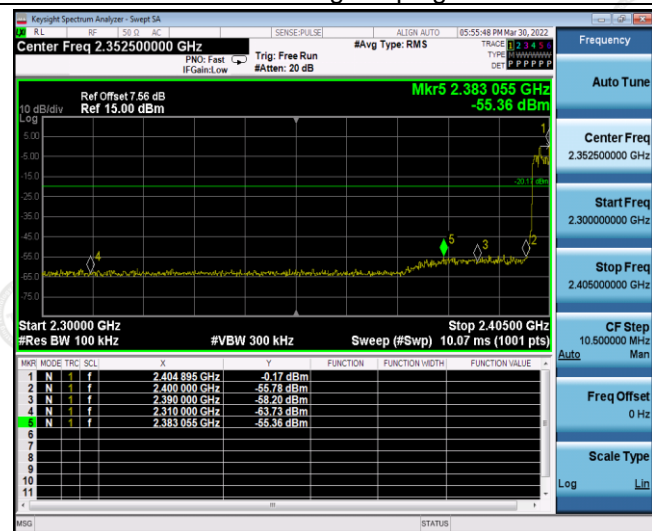 Keysight Spectrum Analyzer - Swept SA
RL RF 50 Ω AC SENSE:PULSE ALIGN AUTO 05:55:48 PM Mar 30, 2022
Center Freq 2.352500000 GHz
PNO: Fast
IFGain:Low
Trig: Free Run
#Atten: 20 dB
#Avg Type: RMS
TRACE 1 2 3 4 5 6
TYPE
DET P P P P P P
Ref Offset 7.56 dB
Ref 15.00 dBm
10 dB/div
Log
Mkr5 2.383 055 GHz
-55.36 dBm
5.00
-5.00
-15.0
-25.0
-35.0
-45.0
-55.0
-65.0
-75.0
-20.17 dBm
1
2
3
4
5
Start 2.30000 GHz
Stop 2.40500 GHz
#Res BW 100 kHz
#VBW 300 kHz
Sweep (#Swp) 10.07 ms (1001 pts)
MKR MODE TRC SCL X Y FUNCTION FUNCTION WIDTH FUNCTION VALUE
1 N 1 f 2.404 895 GHz -0.17 dBm
2 N 1 f 2.400 000 GHz -55.78 dBm
3 N 1 f 2.390 000 GHz -58.20 dBm
4 N 1 f 2.310 000 GHz -63.73 dBm
5 N 1 f 2.383 055 GHz -55.36 dBm
6
7
8
9
10
11
MSG
STATUS
Frequency
Auto Tune
Center Freq
2.352500000 GHz
Start Freq
2.300000000 GHz
Stop Freq
2.405000000 GHz
CF Step
10.500000 MHz
Auto Man
Freq Offset
0 Hz
Scale Type
Log Lin